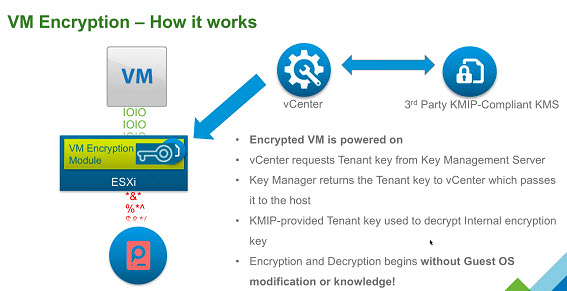 VM Encryption – How it works
VM
IOIO
IOIO
IOIO
VM Encryption
Module
ESXi
*&*
%*^
vCenter
3rd Party KMIP-Compliant KMS
• Encrypted VM is powered on
• vCenter requests Tenant key from Key Management Server
• Key Manager returns the Tenant key to vCenter which passes
it to the host
• KMIP-provided Tenant key used to decrypt Internal encryption
key
• Encryption and Decryption begins without Guest OS
modification or knowledge!